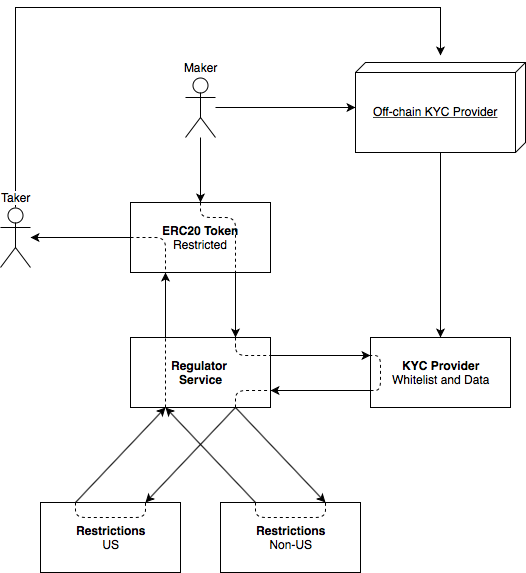 Maker
Off-chain KYC Provider
Taker
ERC20 Token
Restricted
Regulator
Service
KYC Provider
Whitelist and Data
Restrictions
US
Restrictions
Non-US